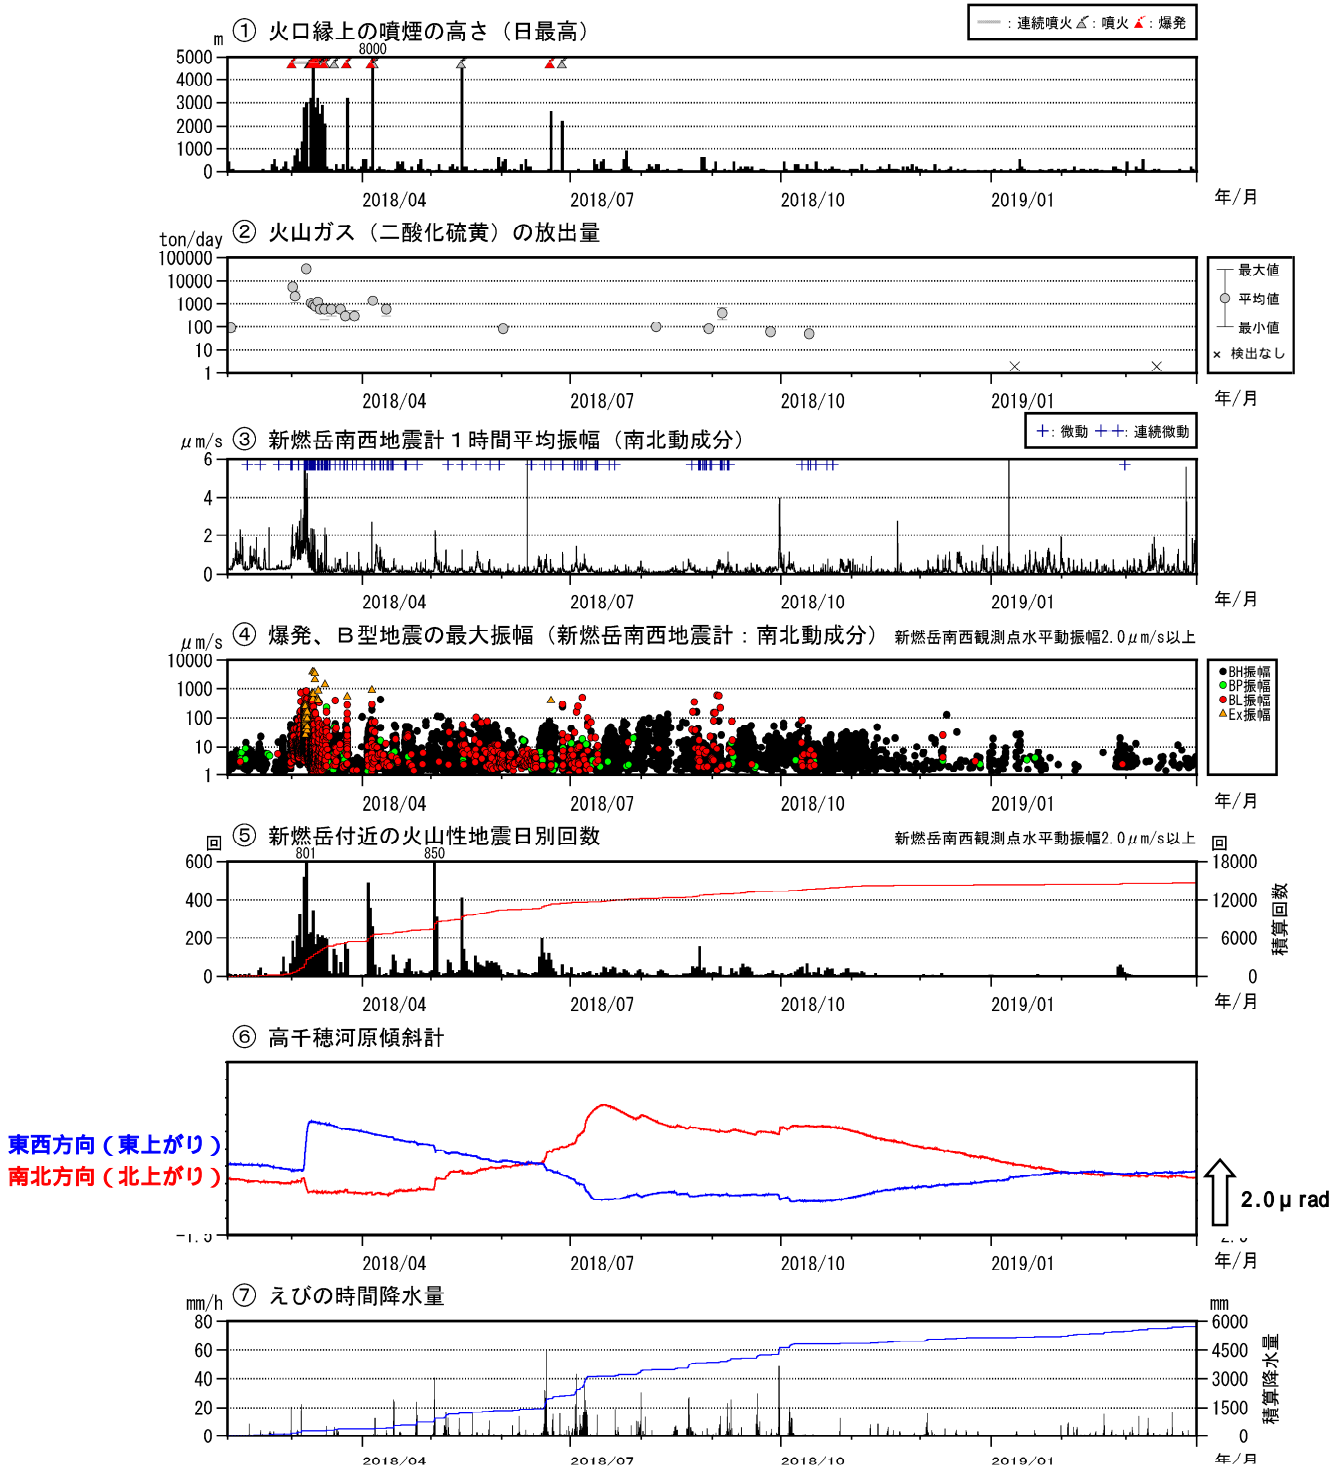 ① 火口縁上の噴煙の高さ（日最高）
：連続噴火 ：噴火 ：爆発
m
8000
5000
4000
3000
2000
1000
0
2018/04 2018/07 2018/10 2019/01 年/月
② 火山ガス（二酸化硫黄）の放出量
ton/day
100000
10000
1000
100
10
1
最大値
平均値
最小値
× 検出なし
2018/04 2018/07 2018/10 2019/01 年/月
③ 新燃岳南西地震計１時間平均振幅（南北動成分）
μm/s
＋：微動 ＋＋：連続微動
6
4
2
0
2018/04 2018/07 2018/10 2019/01 年/月
④ 爆発、Ｂ型地震の最大振幅（新燃岳南西地震計：南北動成分） 新燃岳南西観測点水平動振幅2.0μm/s以上
μm/s
10000
1000
100
10
1
BH振幅
BP振幅
BL振幅
Ex振幅
2018/04 2018/07 2018/10 2019/01 年/月
⑤ 新燃岳付近の火山性地震日別回数 新燃岳南西観測点水平動振幅2.0μm/s以上
回 801 850 回
600 18000
400 12000
200 6000
0 0
積算回数
2018/04 2018/07 2018/10 2019/01 年/月
⑥ 高千穂河原傾斜計
東西方向（東上がり）
南北方向（北上がり）
2.0μrad
-1.5
2018/04 2018/07 2018/10 2019/01 年/月
⑦ えびの時間降水量
mm/h mm
80 6000
60 4500
40 3000
20 1500
0 0
積算降水量
2018/04 2018/07 2018/10 2019/01 年/月